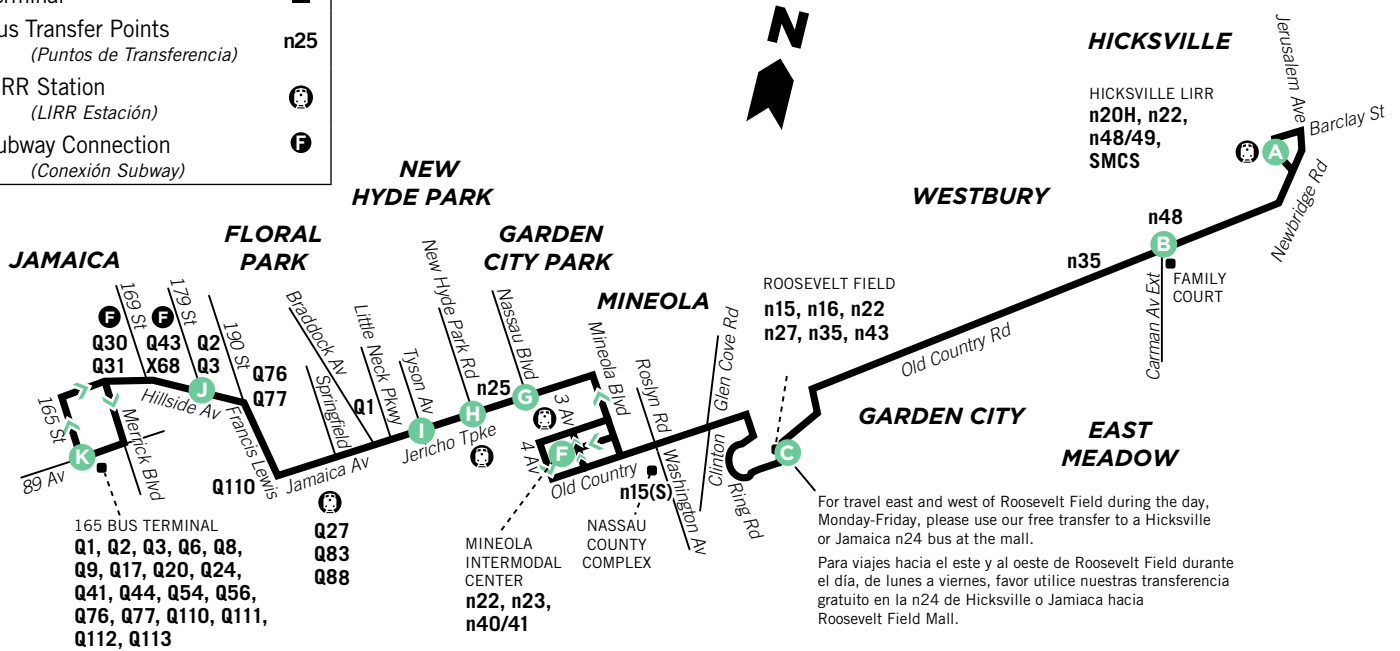 us Transfer Points
n25
(Puntos de Transferencia)
RR Station
(LIRR Estación)
ubway Connection
F
(Conexión Subway)
N
HICKSVILLE
HICKSVILLE LIRR
n20H, n22,
n48/49,
SMCS
Jerusalem Ave
Barclay St
A
Newbridge Rd
WESTBURY
n48
B
n35
FAMILY
COURT
Carman Av Ext
Old Country Rd
NEW
HYDE PARK
FLORAL
PARK
GARDEN
CITY PARK
JAMAICA
MINEOLA
ROOSEVELT FIELD
n15, n16, n22
n27, n35, n43
GARDEN CITY
EAST
MEADOW
C
169 St
179 St
190 St
F
Q30
Q31
F
Q43
X68
Q2
Q3
Q76
Q77
J
Hillside Av
165 St
K
89 Av
Merrick Blvd
Francis Lewis
Q110
Braddock Av
Springfield
Little Neck Pkwy
Q1
Tyson Av
I
Jamaica Av
Jericho Tpke
New Hyde Park Rd
H
n25
Nassau Blvd
G
3 Av
4 Av
F
Mineola Blvd
Roslyn Rd
Old Country
n15(S)
Washington Av
Glen Cove Rd
Clinton
Ring Rd
165 BUS TERMINAL
Q1, Q2, Q3, Q6, Q8,
Q9, Q17, Q20, Q24,
Q41, Q44, Q54, Q56,
Q76, Q77, Q110, Q111,
Q112, Q113
Q27
Q83
Q88
MINEOLA
INTERMODAL
CENTER
n22, n23,
n40/41
NASSAU
COUNTY
COMPLEX
For travel east and west of Roosevelt Field during the day,
Monday-Friday, please use our free transfer to a Hicksville
or Jamaica n24 bus at the mall.
Para viajes hacia el este y al oeste de Roosevelt Field durante
el día, de lunes a viernes, favor utilice nuestras transferencia
gratuito en la n24 de Hicksville o Jamiaca hacia
Roosevelt Field Mall.